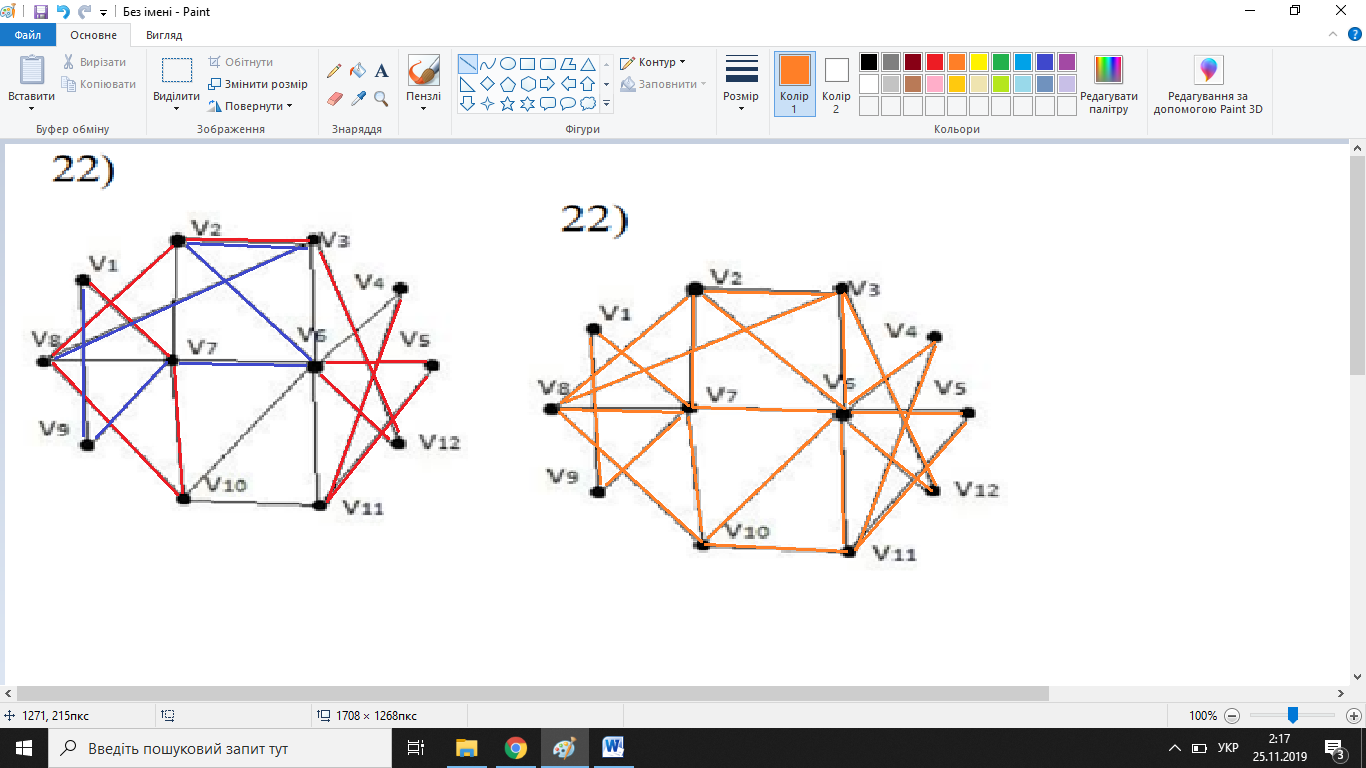 Без імені - Paint
Файл
Основне
Вигляд
Вставити
Вирізати
Копіювати
Буфер обміну
Виділити
Обітнути
Змінити розмір
Повернути
Зображення
A
Знаряддя
Пензлі
Контур
Заповнити
Фігури
Розмір
Колір
1
Колір
2
Редагувати
палітру
Кольори
Редагування за
допомогою Paint 3D
22)
V2
V3
V1
V4
V8
V7
V6
V5
V9
V12
V10
V11
22)
V2
V3
V1
V4
V8
V7
V6
V5
V9
V12
V10
V11
1271, 215пкс
1708 × 1268пкс
100%
Введіть пошуковий запит тут
УКР
2:17
25.11.2019
3